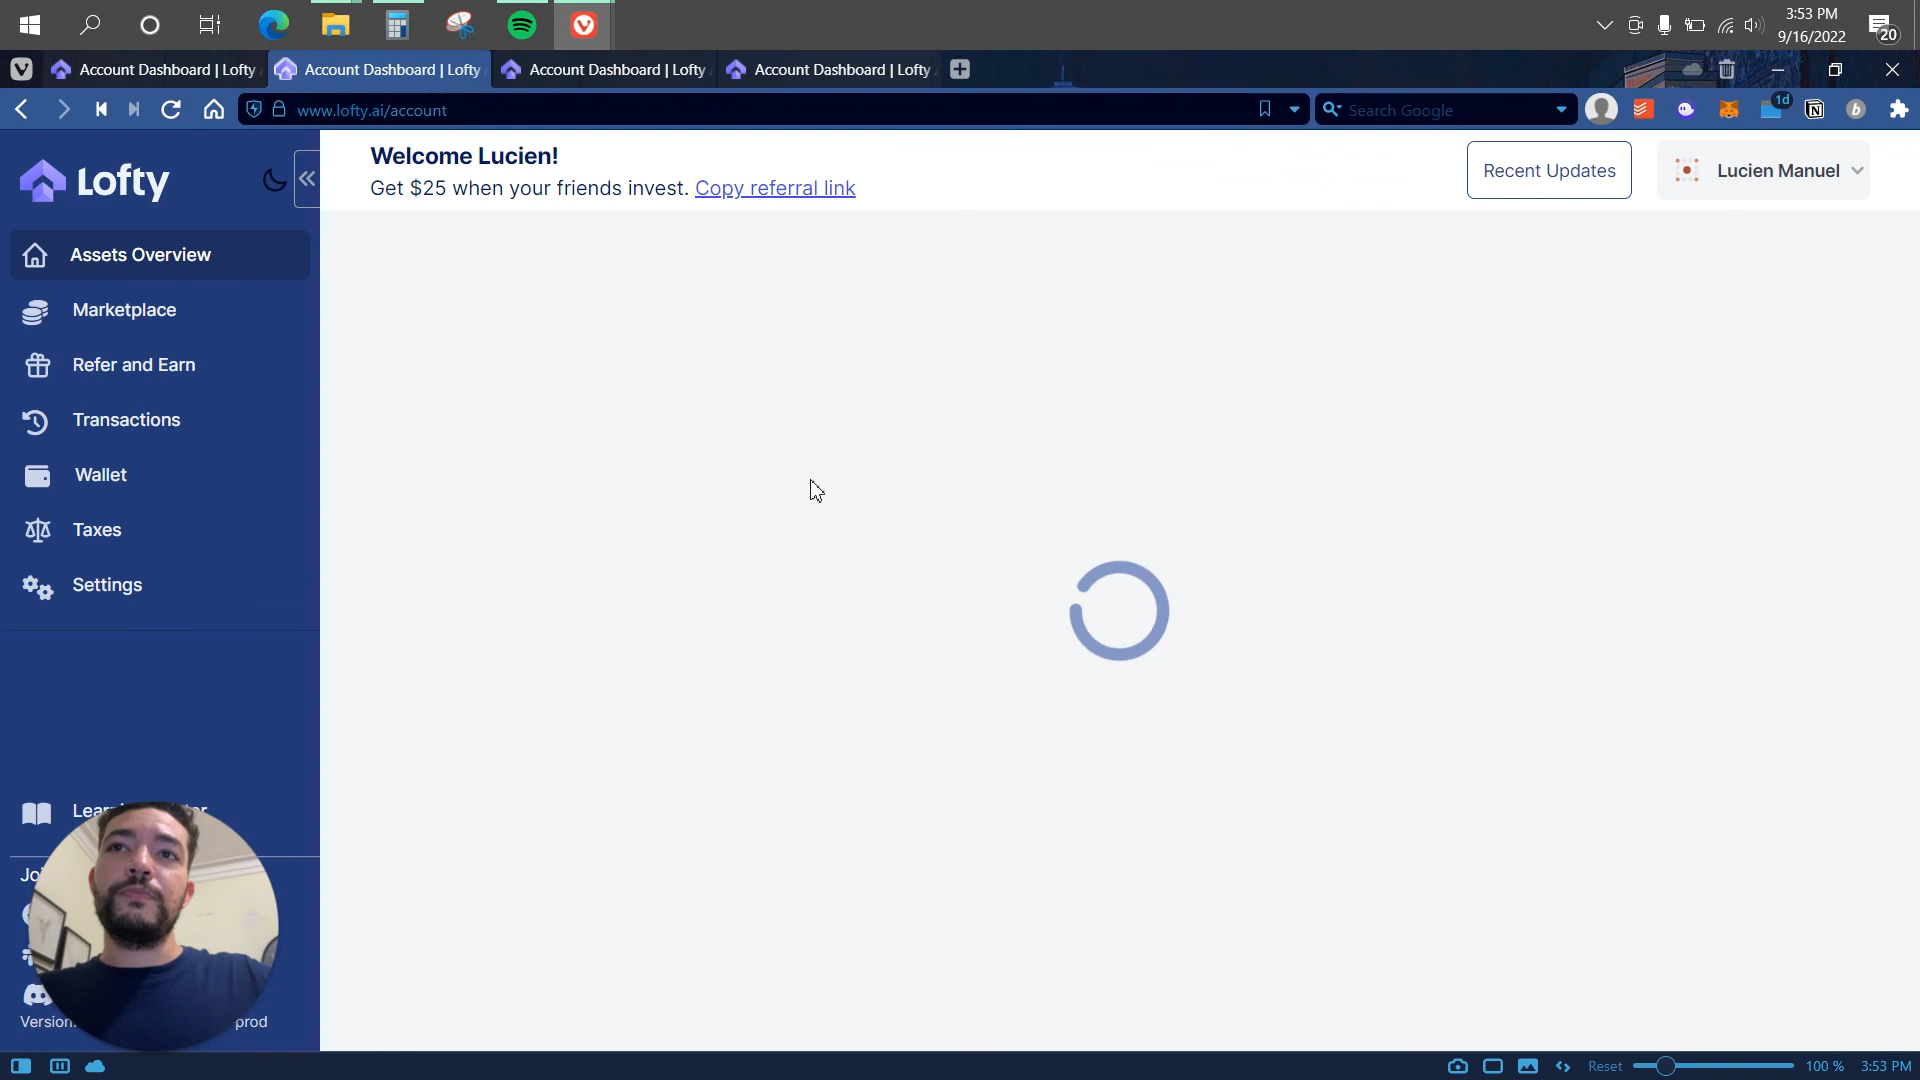 3:53 PM
9/16/2022
20
Account Dashboard | Lofty
Account Dashboard | Lofty
Account Dashboard | Lofty
Account Dashboard | Lofty
www.lofty.ai/account
Search Google
1d
Lofty
Welcome Lucien!
Get $25 when your friends invest. Copy referral link
Recent Updates
Lucien Manuel
Assets Overview
Marketplace
Refer and Earn
Transactions
Wallet
Taxes
Settings
Version:
prod
Reset
100 %
3:53 PM